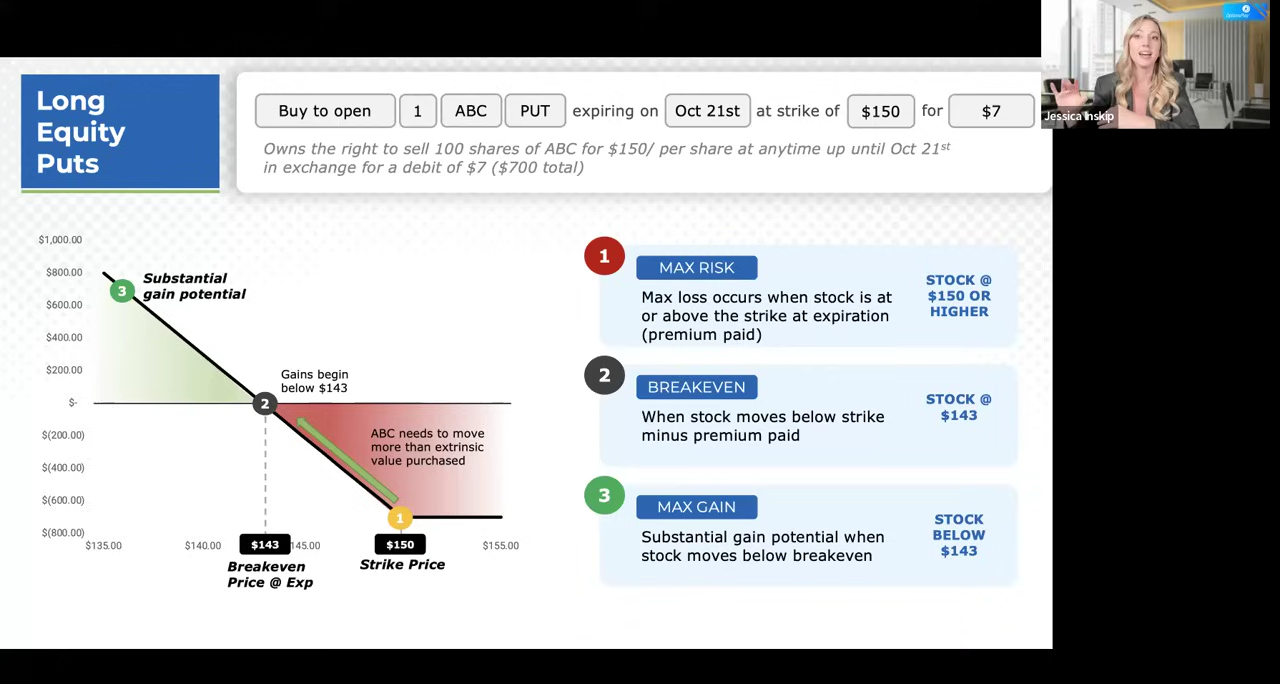 Long
Equity
Puts
Buy to open 1 ABC PUT expiring on Oct 21st at strike of $150 for $7
Owns the right to sell 100 shares of ABC for $150/ per share at anytime up until Oct 21st
in exchange for a debit of $7 ($700 total)
Jessica Inskip
$1,000.00
$800.00
$600.00
$400.00
$200.00
$-
$(200.00)
$(400.00)
$(600.00)
$(800.00)
3
Substantial
gain potential
Gains begin
below $143
2
ABC needs to move
more than extrinsic
value purchased
1
$135.00
$140.00
$143
145.00
$150
$155.00
Breakeven
Price @ Exp
Strike Price
1
MAX RISK
Max loss occurs when stock is at
or above the strike at expiration
(premium paid)
STOCK @
$150 OR
HIGHER
2
BREAKEVEN
When stock moves below strike
minus premium paid
STOCK @
$143
3
MAX GAIN
Substantial gain potential when
stock moves below breakeven
STOCK
BELOW
$143